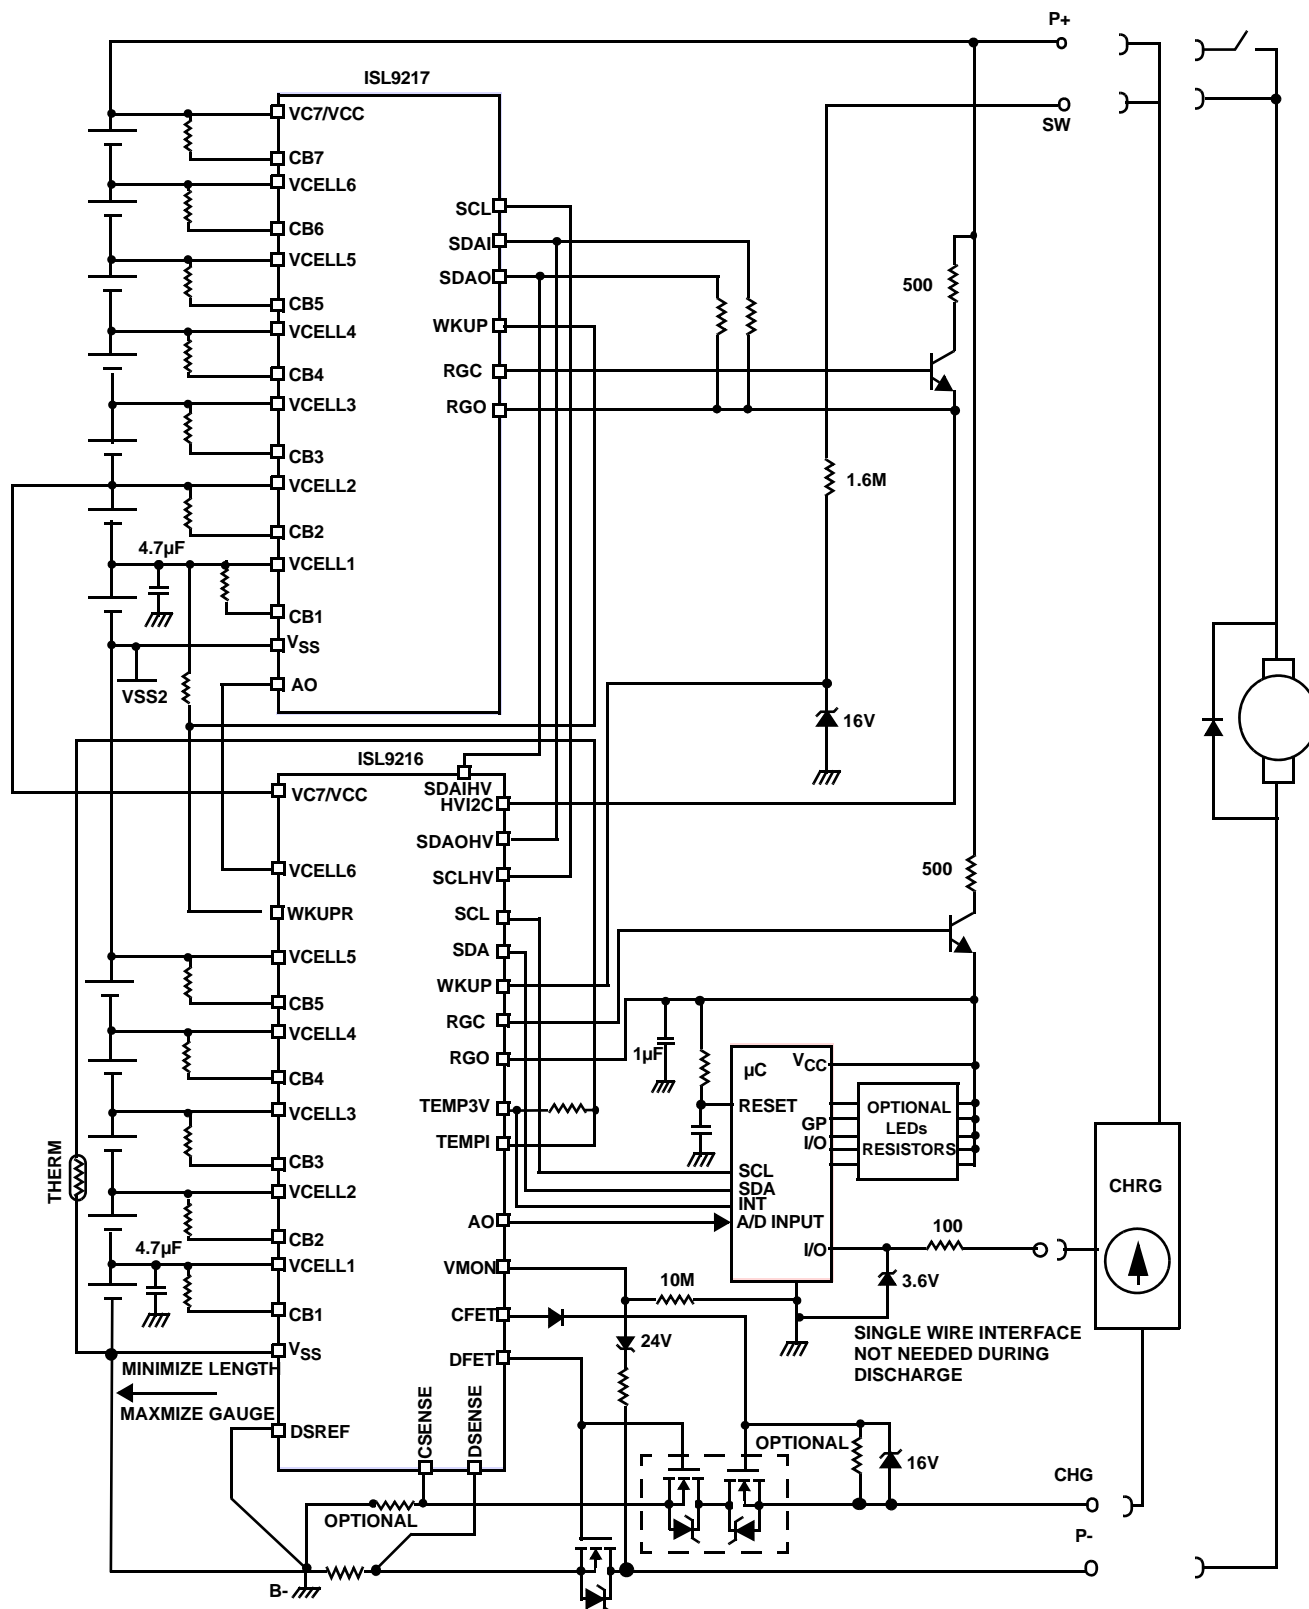 P+
ISL9217
SW
VC7/VCC
CB7
VCELL6
CB6
VCELL5
CB5
VCELL4
CB4
VCELL3
CB3
VCELL2
CB2
4.7µF
VCELL1
CB1
VSS
VSS2
AO
SCL
SDAI
SDAO
WKUP
RGC
RGO
500
1.6M
16V
ISL9216
VC7/VCC
VCELL6
WKUPR
VCELL5
CB5
VCELL4
CB4
VCELL3
CB3
VCELL2
CB2
4.7µF
VCELL1
CB1
VSS
THERM
MINIMIZE LENGTH
MAXMIZE GAUGE
DSREF
SDAIHV
HVI2C
SDAOHV
SCLHV
SCL
SDA
WKUP
RGC
RGO
TEMP3V
TEMPI
AO
VMON
CFET
DFET
CSENSE
DSENSE
500
1µF
µC
VCC
RESET
GP
I/O
SCL
SDA
INT
A/D INPUT
I/O
OPTIONAL
LEDs
RESISTORS
100
3.6V
10M
24V
SINGLE WIRE INTERFACE
NOT NEEDED DURING
DISCHARGE
CHRG
OPTIONAL
16V
CHG
OPTIONAL
P-
B-